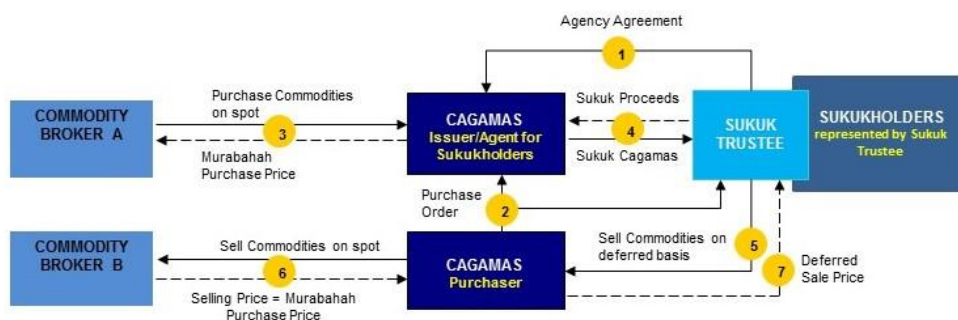 Agency Agreement
1
COMMODITY
BROKER A
Purchase Commodities
on spot
3
Murabahah
Purchase Price
CAGAMAS
Issuer/Agent for
Sukukholders
Sukuk Proceeds
4
Sukuk Cagamas
SUKUK
TRUSTEE
SUKUKHOLDERS
represented by Sukuk
Trustee
Purchase
Order
2
COMMODITY
BROKER B
Sell Commodities on spot
6
Selling Price = Murabahah
Purchase Price
CAGAMAS
Purchaser
Sell Commodities on
deferred basis
5
7
Deferred
Sale Price